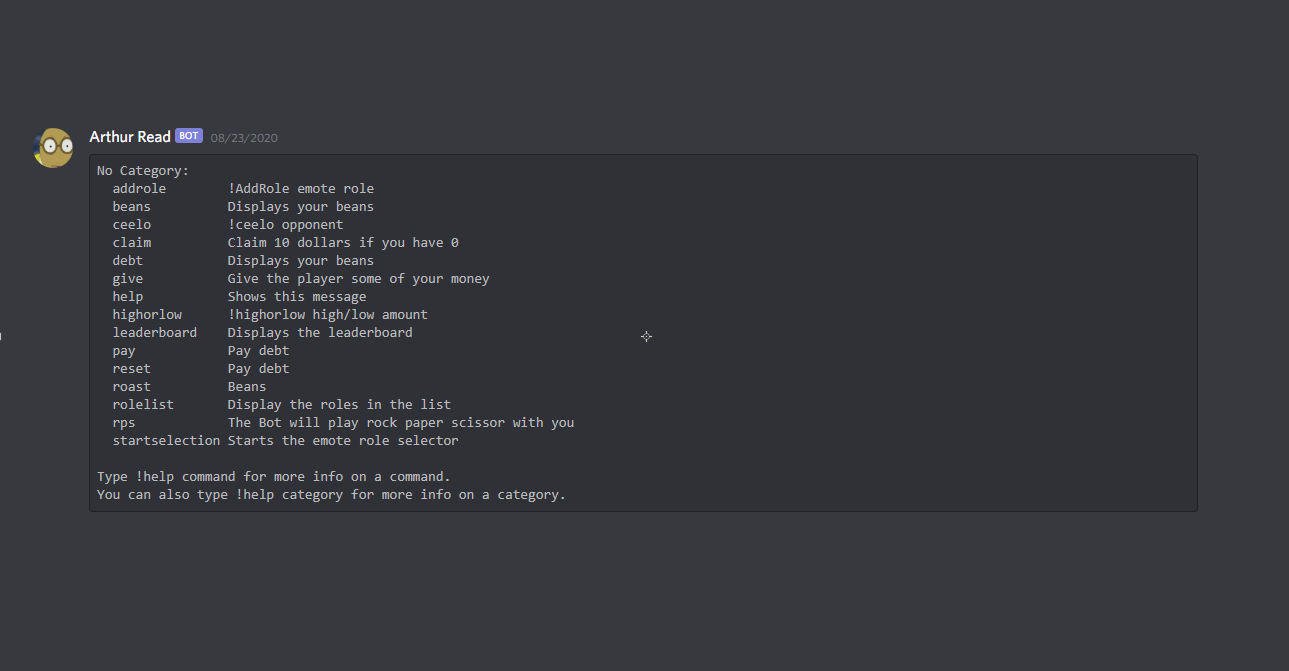 Arthur Read BOT 08/23/2020
No Category:
  addrole        !AddRole emote role
  beans          Displays your beans
  ceelo          !ceelo opponent
  claim          Claim 10 dollars if you have 0
  debt           Displays your beans
  give           Give the player some of your money
  help           Shows this message
  highorlow      !highorlow high/low amount
  leaderboard    Displays the leaderboard
  pay            Pay debt
  reset          Pay debt
  roast          Beans
  rolelist       Display the roles in the list
  rps            The Bot will play rock paper scissor with you
  startselection Starts the emote role selector

Type !help command for more info on a command.
You can also type !help category for more info on a category.